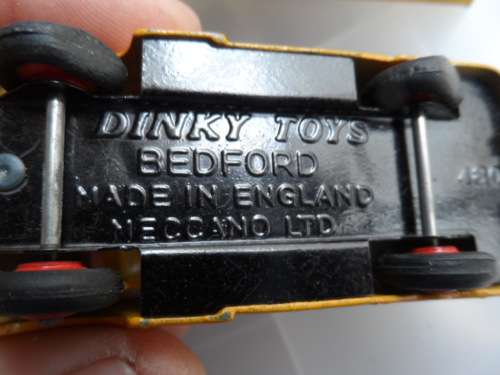 DINKY TOYS
BEDFORD
MADE IN ENGLAND
MECCANO LTD